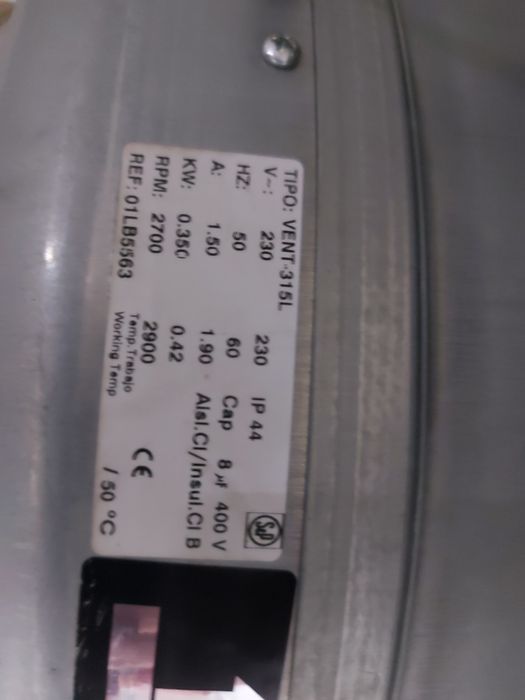 TIPO: VENT-315L
V~: 230 230 IP 44 S&P
HZ: 50 60 Cap 8 µF 400 V
A: 1.50 1.90 Aisl.Cl/Insul.Cl B
KW: 0.350 0.42
RPM: 2700 2900 CE
REF: 01LB5563 Temp.Trabajo
Working Temp / 50 ºC